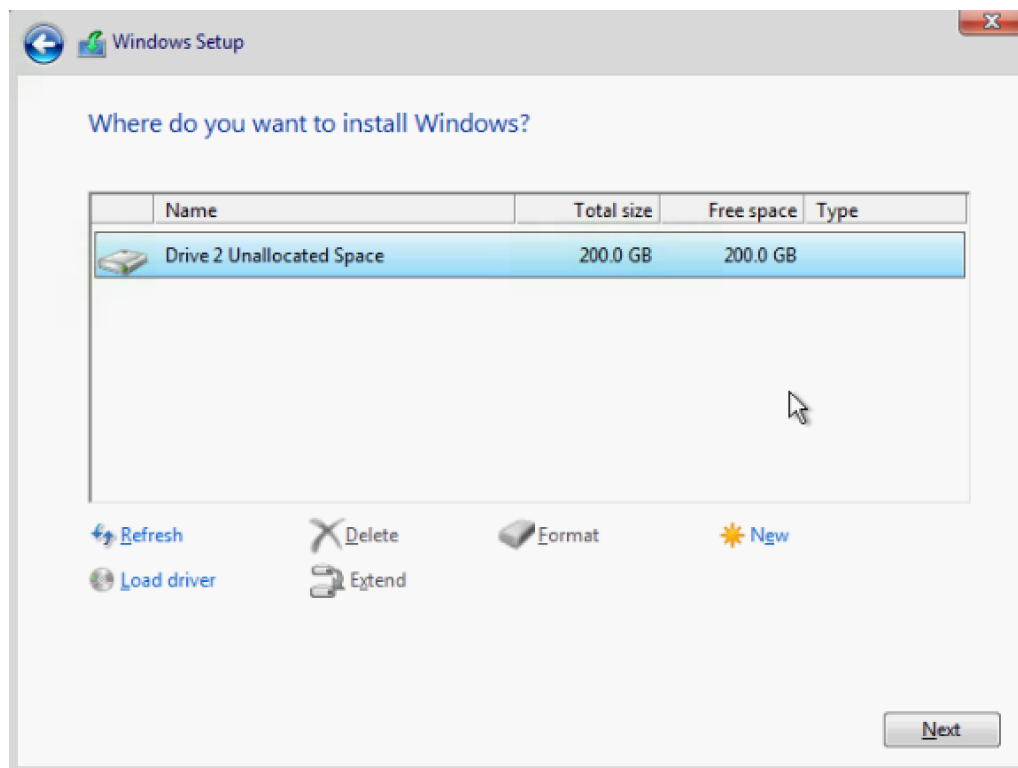 Windows Setup
Where do you want to install Windows?
Name Total size Free space Type
Drive 2 Unallocated Space 200.0 GB 200.0 GB
Refresh Delete Format New
Load driver Extend
Next